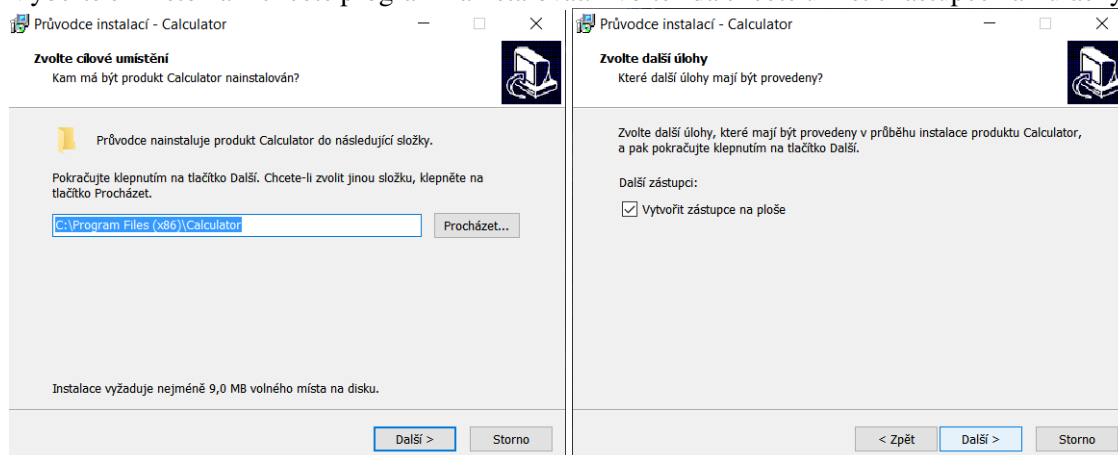 Průvodce instalací - Calculator
Zvolte cílové umístění
Kam má být produkt Calculator nainstalován?
Průvodce nainstaluje produkt Calculator do následující složky.
Pokračujte klepnutím na tlačítko Další. Chcete-li zvolit jinou složku, klepněte na
tlačítko Procházet.
C:\Program Files (x86)\Calculator
Procházet...
Instalace vyžaduje nejméně 9,0 MB volného místa na disku.
Další >
Storno
Průvodce instalací - Calculator
Zvolte další úlohy
Které další úlohy mají být provedeny?
Zvolte další úlohy, které mají být provedeny v průběhu instalace produktu Calculator,
a pak pokračujte klepnutím na tlačítko Další.
Další zástupci:
Vytvořit zástupce na ploše
< Zpět
Další >
Storno